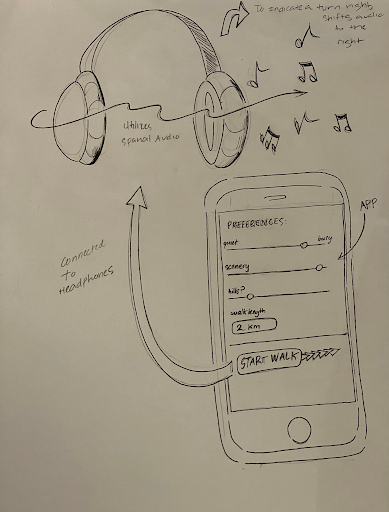 To indicate a turn right,
shifts audio
to the
right
Utilizes
Spacial Audio
Connected
to
Headphones
APP
PREFERENCES:
quiet busy
scenery
hills?
walk length
2 km
START WALK